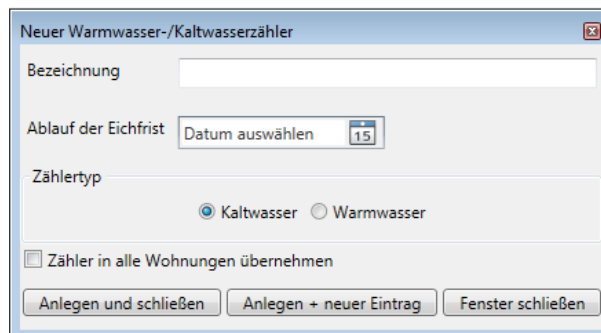 Neuer Warmwasser-/Kaltwasserzähler
Bezeichnung
Ablauf der Eichfrist Datum auswählen 15
Zählertyp
Kaltwasser Warmwasser
Zähler in alle Wohnungen übernehmen
Anlegen und schließen Anlegen + neuer Eintrag Fenster schließen